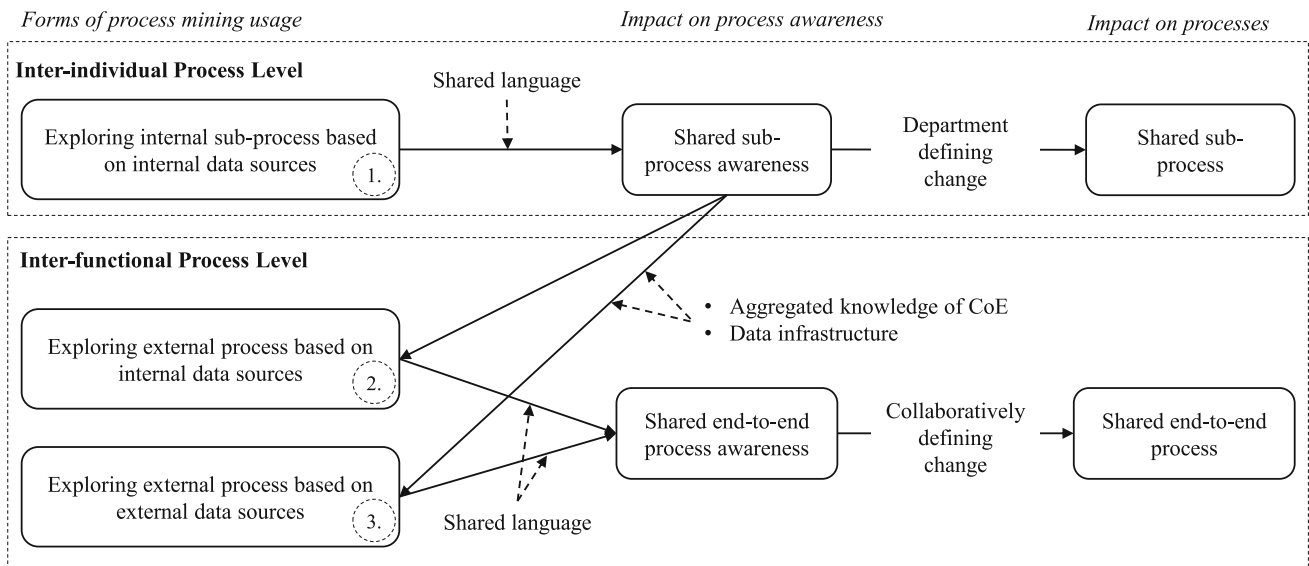 Forms of process mining usage
Impact on process awareness
Impact on processes
Inter-individual Process Level
Shared language
Exploring internal sub-process based
on internal data sources
1.
Shared sub-
process awareness
Department
defining
change
Shared sub-
process
Inter-functional Process Level
• Aggregated knowledge of CoE
• Data infrastructure
Exploring external process based on
internal data sources
2.
Shared end-to-end
process awareness
Collaboratively
defining
change
Shared end-to-end
process
Exploring external process based on
external data sources
3.
Shared language